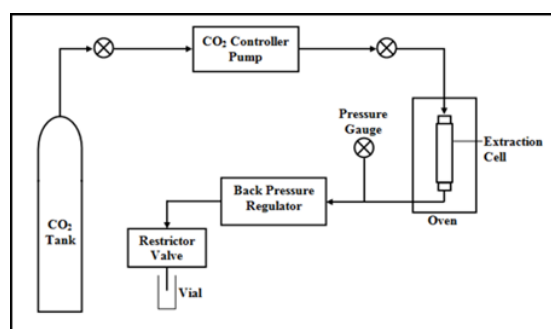 CO₂ Controller
Pump
Pressure
Gauge
Extraction
Cell
Back Pressure
Regulator
Oven
CO₂
Tank
Restrictor
Valve
Vial